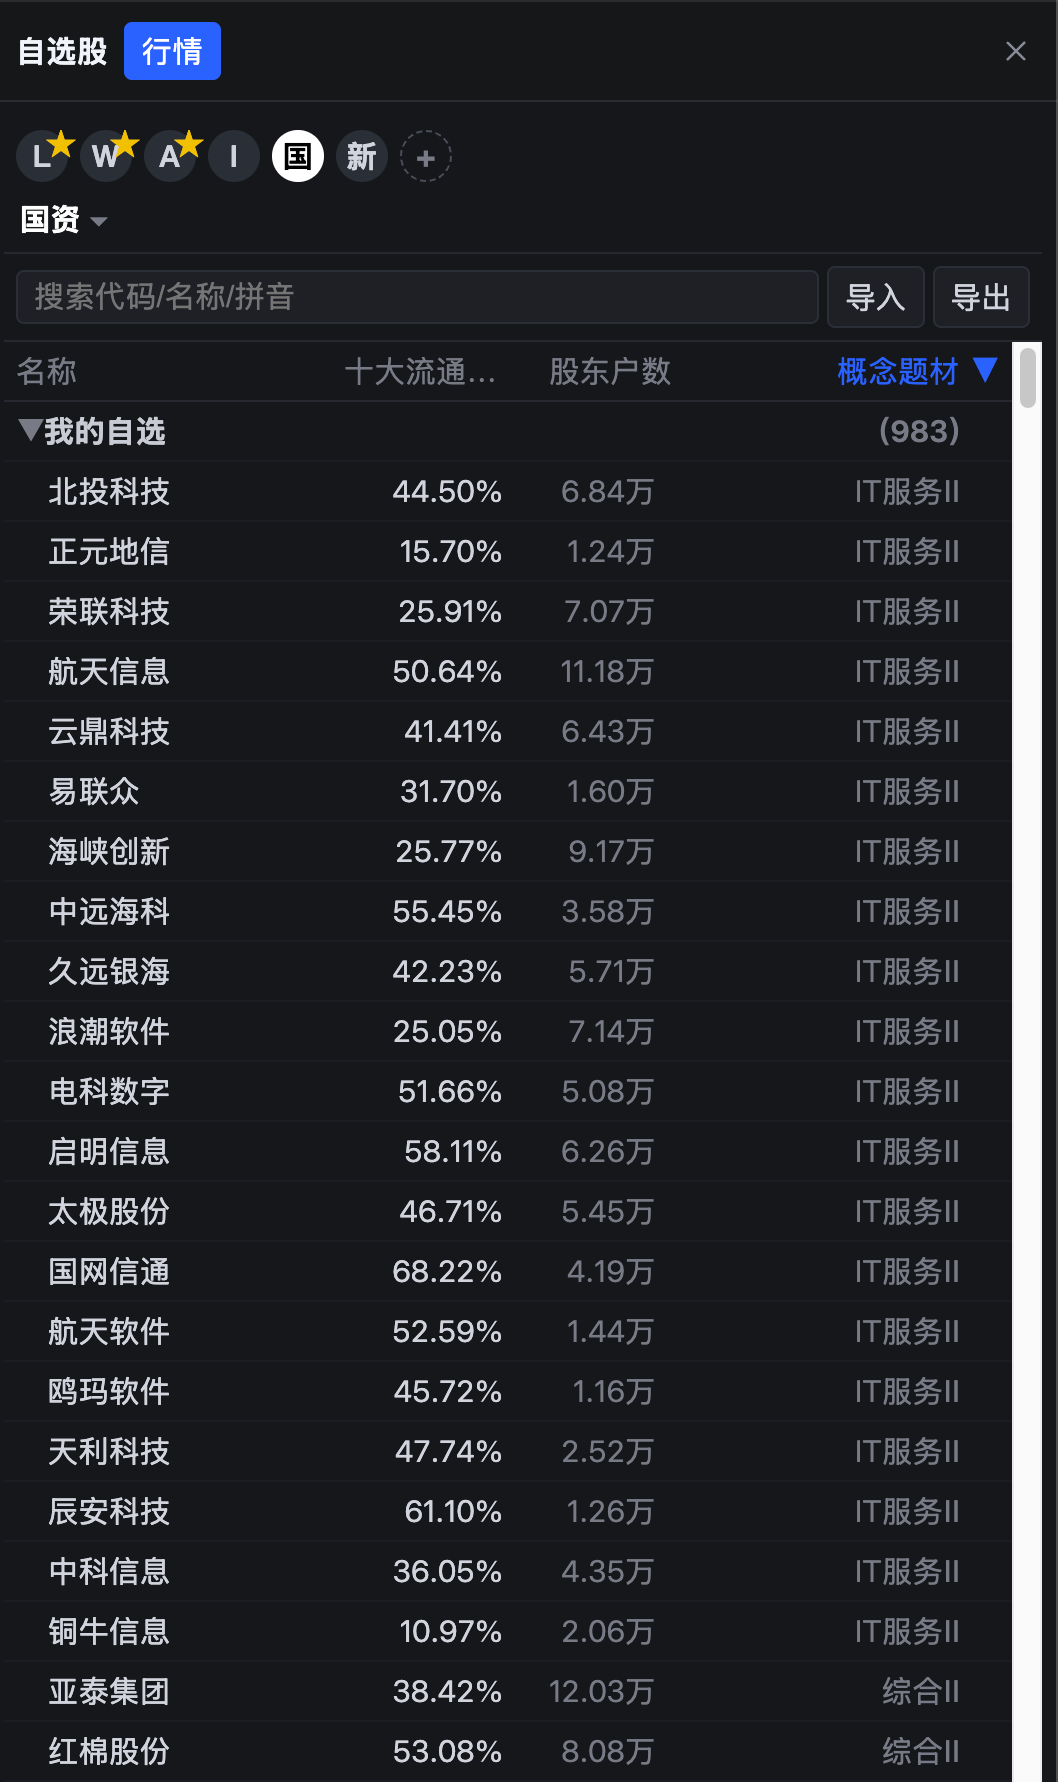 自选股 行情
L W A I 国 新 +
国资
搜索代码/名称/拼音 导入 导出
名称 十大流通... 股东户数 概念题材
我的自选 (983)
北投科技 44.50% 6.84万 IT服务II
正元地信 15.70% 1.24万 IT服务II
荣联科技 25.91% 7.07万 IT服务II
航天信息 50.64% 11.18万 IT服务II
云鼎科技 41.41% 6.43万 IT服务II
易联众 31.70% 1.60万 IT服务II
海峡创新 25.77% 9.17万 IT服务II
中远海科 55.45% 3.58万 IT服务II
久远银海 42.23% 5.71万 IT服务II
浪潮软件 25.05% 7.14万 IT服务II
电科数字 51.66% 5.08万 IT服务II
启明信息 58.11% 6.26万 IT服务II
太极股份 46.71% 5.45万 IT服务II
国网信通 68.22% 4.19万 IT服务II
航天软件 52.59% 1.44万 IT服务II
鸥玛软件 45.72% 1.16万 IT服务II
天利科技 47.74% 2.52万 IT服务II
辰安科技 61.10% 1.26万 IT服务II
中科信息 36.05% 4.35万 IT服务II
铜牛信息 10.97% 2.06万 IT服务II
亚泰集团 38.42% 12.03万 综合II
红棉股份 53.08% 8.08万 综合II